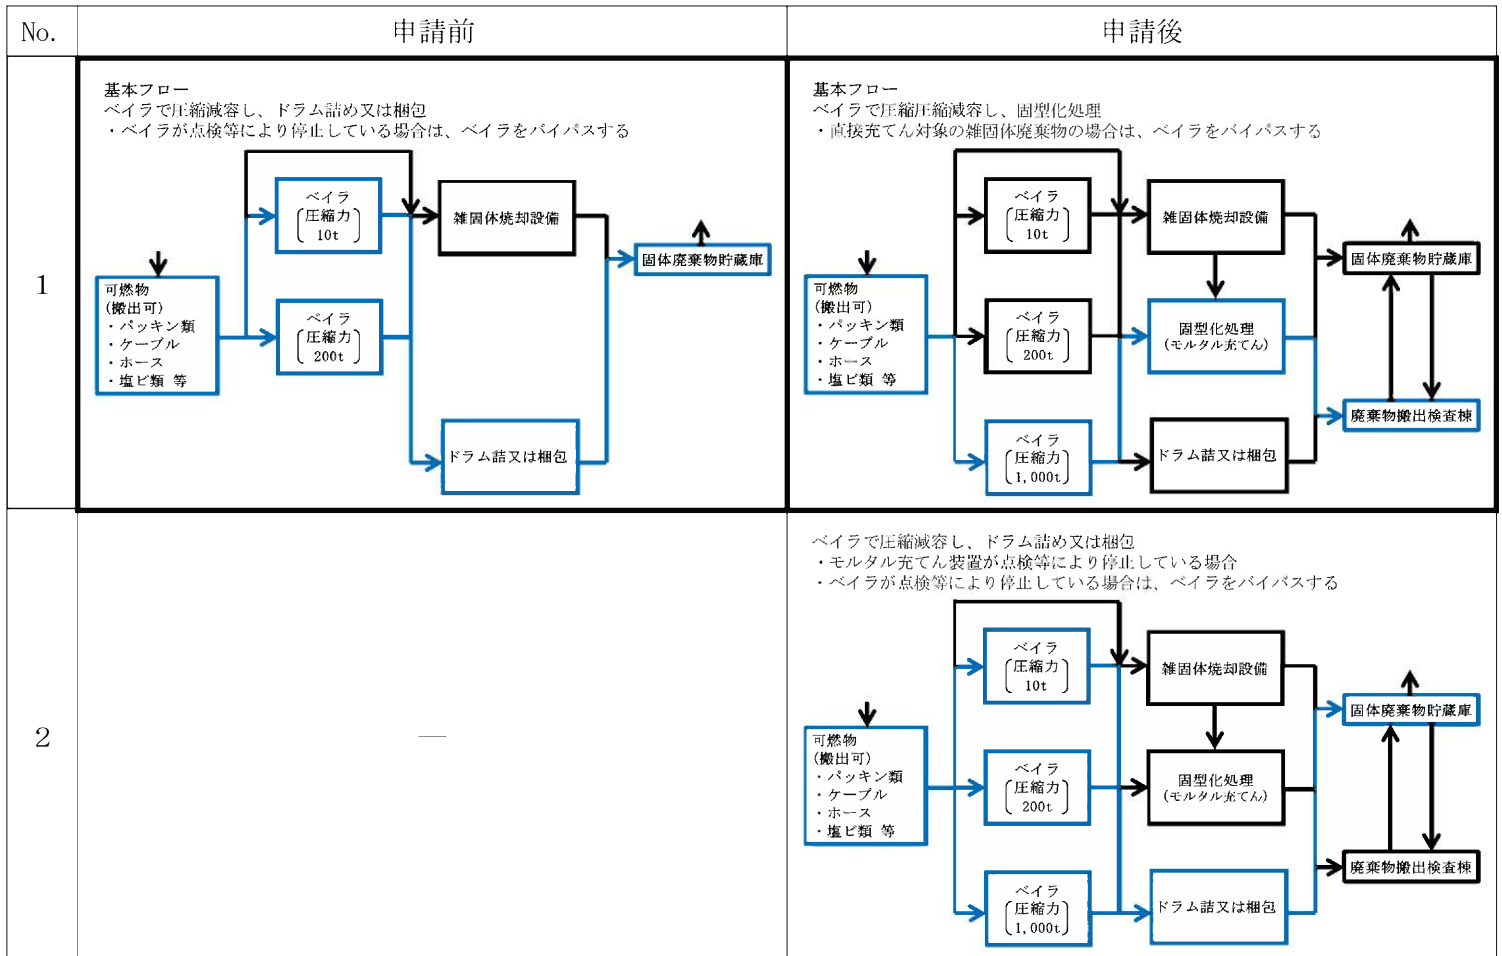 No.
申請前
申請後
1
基本フロー
ベイラで圧縮減容し、ドラム詰め又は梱包
・ベイラが点検等により停止している場合は、ベイラをバイパスする
ベイラ
圧縮力
10t
雑固体焼却設備
固体廃棄物貯蔵庫
可燃物
(搬出可)
・パッキン類
・ケーブル
・ホース
・塩ビ類 等
ベイラ
圧縮力
200t
ドラム詰又は梱包
基本フロー
ベイラで圧縮圧縮減容し、固型化処理
・直接充てん対象の雑固体廃棄物の場合は、ベイラをバイパスする
ベイラ
圧縮力
10t
雑固体焼却設備
固体廃棄物貯蔵庫
可燃物
(搬出可)
・パッキン類
・ケーブル
・ホース
・塩ビ類 等
ベイラ
圧縮力
200t
固型化処理
(モルタル充てん)
廃棄物搬出検査棟
ベイラ
圧縮力
1,000t
ドラム詰又は梱包
2
—
ベイラで圧縮減容し、ドラム詰め又は梱包
・モルタル充てん装置が点検等により停止している場合
・ベイラが点検等により停止している場合は、ベイラをバイパスする
ベイラ
圧縮力
10t
雑固体焼却設備
固体廃棄物貯蔵庫
可燃物
(搬出可)
・パッキン類
・ケーブル
・ホース
・塩ビ類 等
ベイラ
圧縮力
200t
固型化処理
(モルタル充てん)
廃棄物搬出検査棟
ベイラ
圧縮力
1,000t
ドラム詰又は梱包